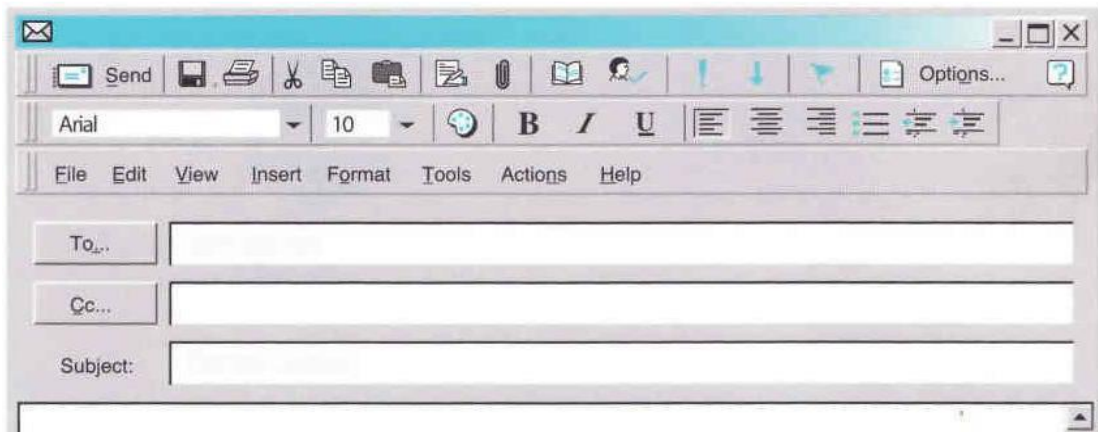 Send Options...
Arial 10 B I U
File Edit View Insert Format Tools Actions Help
To...
Cc...
Subject: